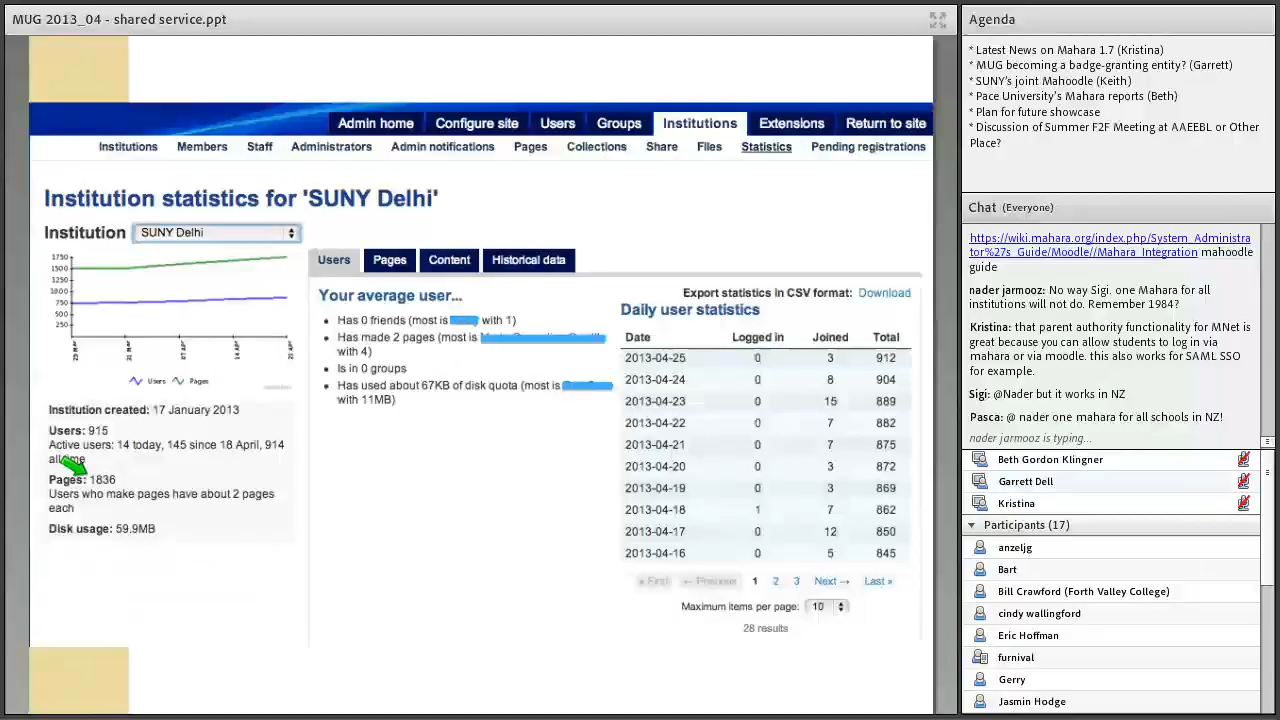 MUG 2013_04 - shared service.ppt
Admin home Configure site Users Groups Institutions Extensions Return to site
Institutions Members Staff Administrators Admin notifications Pages Collections Share Files Statistics Pending registrations
Institution statistics for 'SUNY Delhi'
Institution SUNY Delhi
1750
1500
1250
1000
750
500
250
Users Pages
Institution created: 17 January 2013
Users: 915
Active users: 14 today, 145 since 18 April, 914
all time
Pages: 1836
Users who make pages have about 2 pages
each
Disk usage: 59.9MB
Users Pages Content Historical data
Your average user...
Has 0 friends (most is with 1)
Has made 2 pages (most is
with 4)
Is in 0 groups
Has used about 67KB of disk quota (most is
with 11MB)
Export statistics in CSV format: Download
Daily user statistics
Date Logged in Joined Total
2013-04-25 0 3 912
2013-04-24 0 8 904
2013-04-23 0 15 889
2013-04-22 0 7 882
2013-04-21 0 7 875
2013-04-20 0 3 872
2013-04-19 0 3 869
2013-04-18 1 7 862
2013-04-17 0 12 850
2013-04-16 0 5 845
« First ← Previous 1 2 3 Next → Last »
Maximum items per page: 10
28 results
Agenda
* Latest News on Mahara 1.7 (Kristina)
* MUG becoming a badge-granting entity? (Garrett)
* SUNY's joint Mahoodle (Keith)
* Pace University's Mahara reports (Beth)
* Plan for future showcase
* Discussion of Summer F2F Meeting at AAEEBL or Other
Place?
Chat (Everyone)
https://wiki.mahara.org/index.php/System_Administra
tor%27s_Guide/Moodle//Mahara_Integration mahoodle
guide
nader jarmooz: No way Sigi. one Mahara for all
institutions will not do. Remember 1984?
Kristina: that parent authority functionality for MNet is
great because you can allow students to log in via
mahara or via moodle. this also works for SAML SSO
for example.
Sigi: @Nader but it works in NZ
Pasca: @ nader one mahara for all schools in NZ!
nader jarmooz is typing...
Beth Gordon Klingner
Garrett Dell
Kristina
Participants (17)
anzeljg
Bart
Bill Crawford (Forth Valley College)
cindy wallingford
Eric Hoffman
furnival
Gerry
Jasmin Hodge